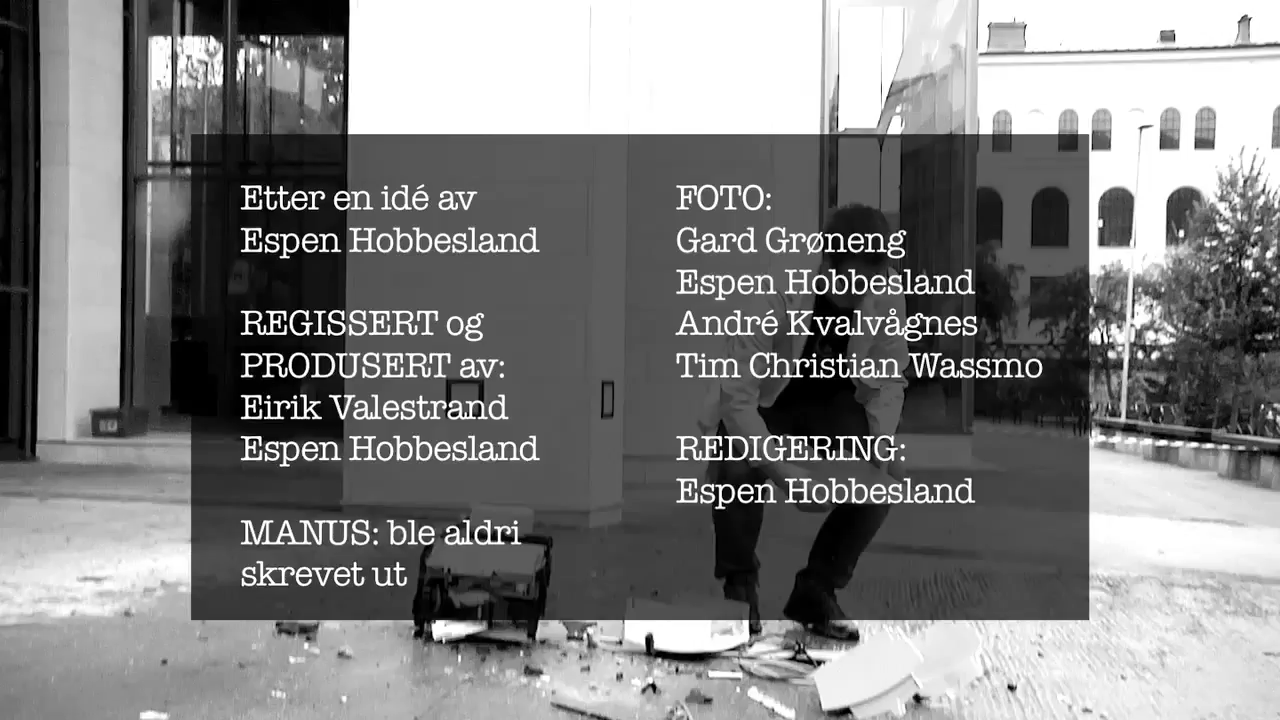 Etter en idé av
Espen Hobbesland
REGISSERT og
PRODUSERT av:
Eirik Valestrand
Espen Hobbesland
MANUS: ble aldri
skrevet ut
FOTO:
Gard Grøneng
Espen Hobbesland
André Kvalvågnes
Tim Christian Wassmo
REDIGERING:
Espen Hobbesland